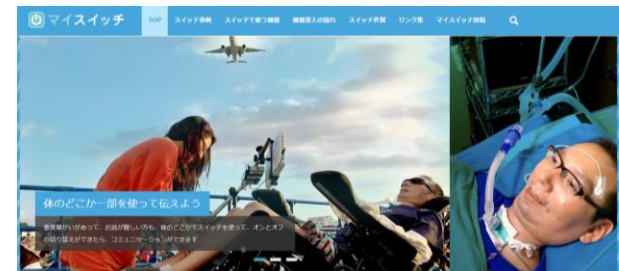 マイスイッチ
TOP
スイッチ事例
スイッチで使う機器
機器導入の流れ
スイッチ作製
リンク集
マイスイッチ投稿
体のどこか一部を使って伝えよう
重度障がいがあって、お話が難しい方も、体のどこかでスイッチを使って、オンとオフ
の切り替えができたら、コミュニケーションができます